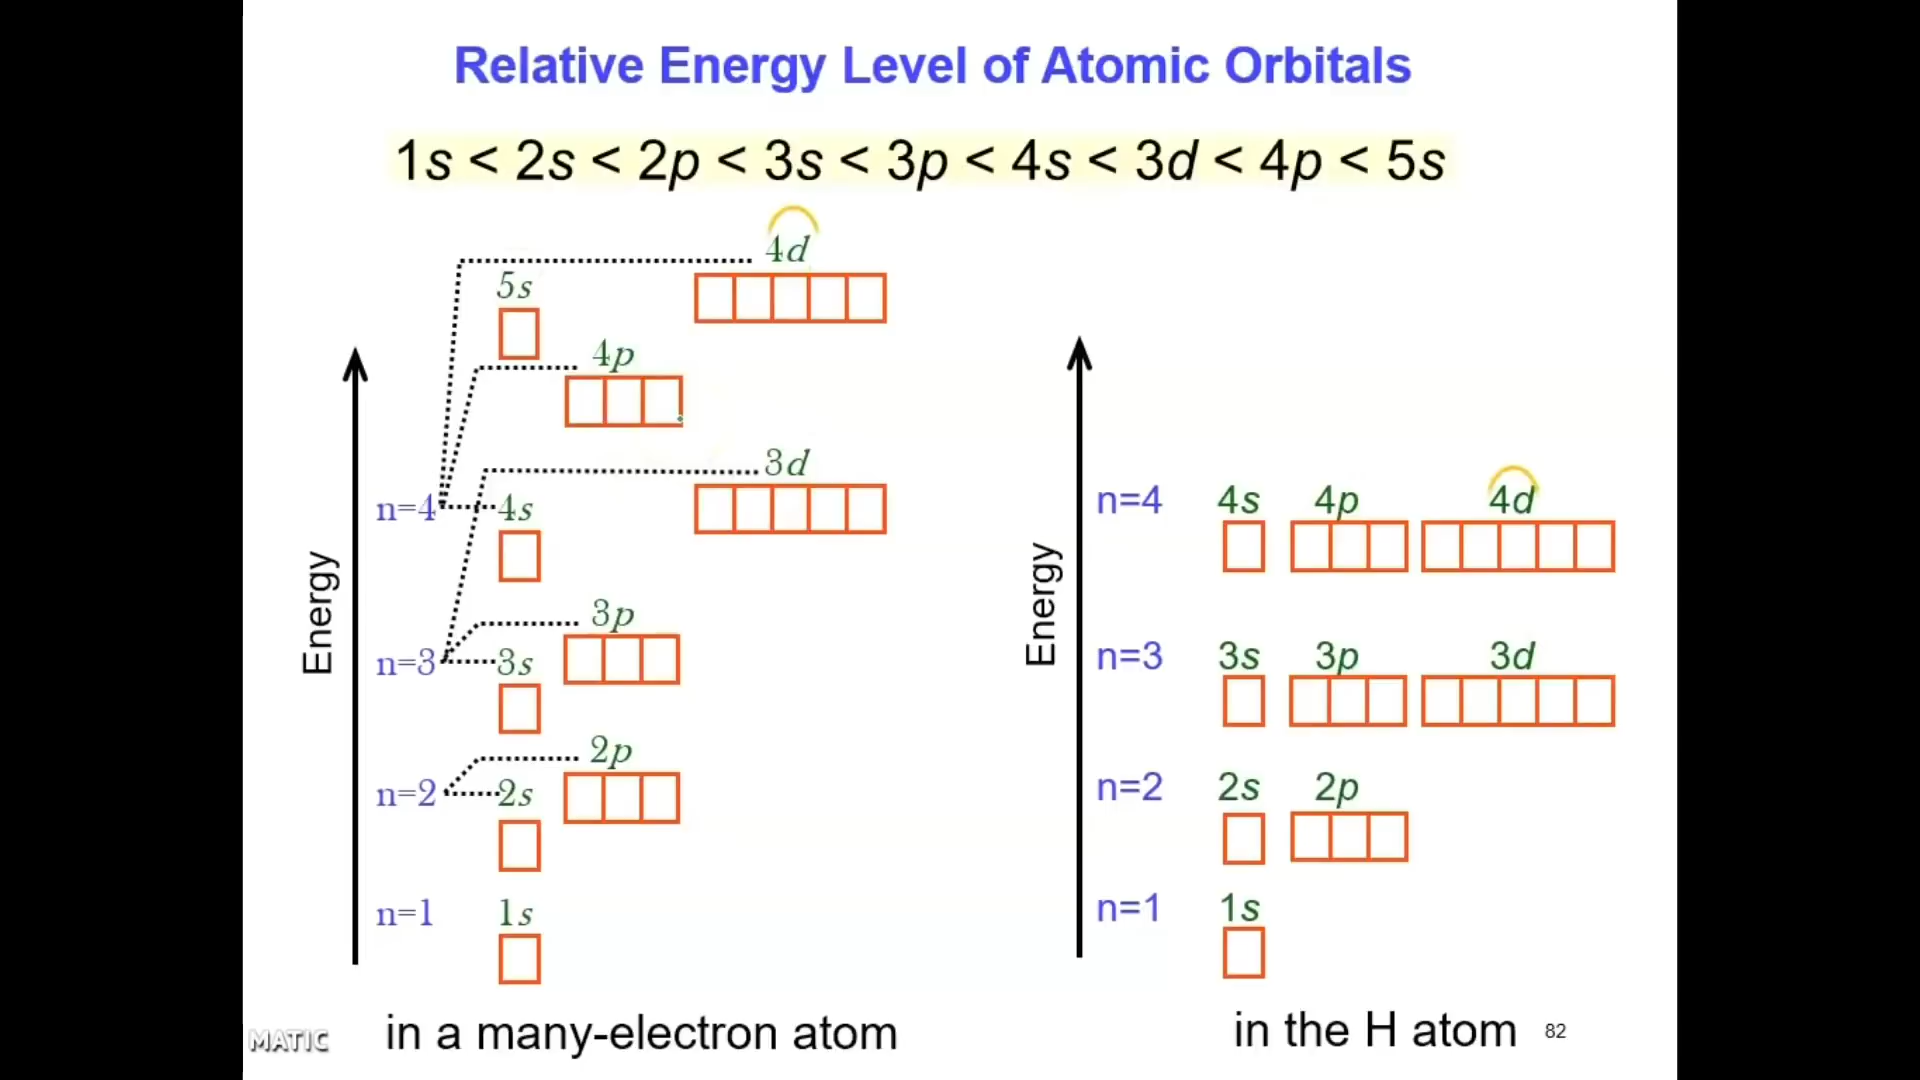 Relative Energy Level of Atomic Orbitals
1s < 2s < 2p < 3s < 3p < 4s < 3d < 4p < 5s
4d
5s
4p
3d
n=4 4s
3p
n=3 3s
2p
n=2 2s
n=1 1s
Energy
in a many-electron atom
n=4 4s 4p 4d
n=3 3s 3p 3d
n=2 2s 2p
n=1 1s
Energy
in the H atom
82
MATIC